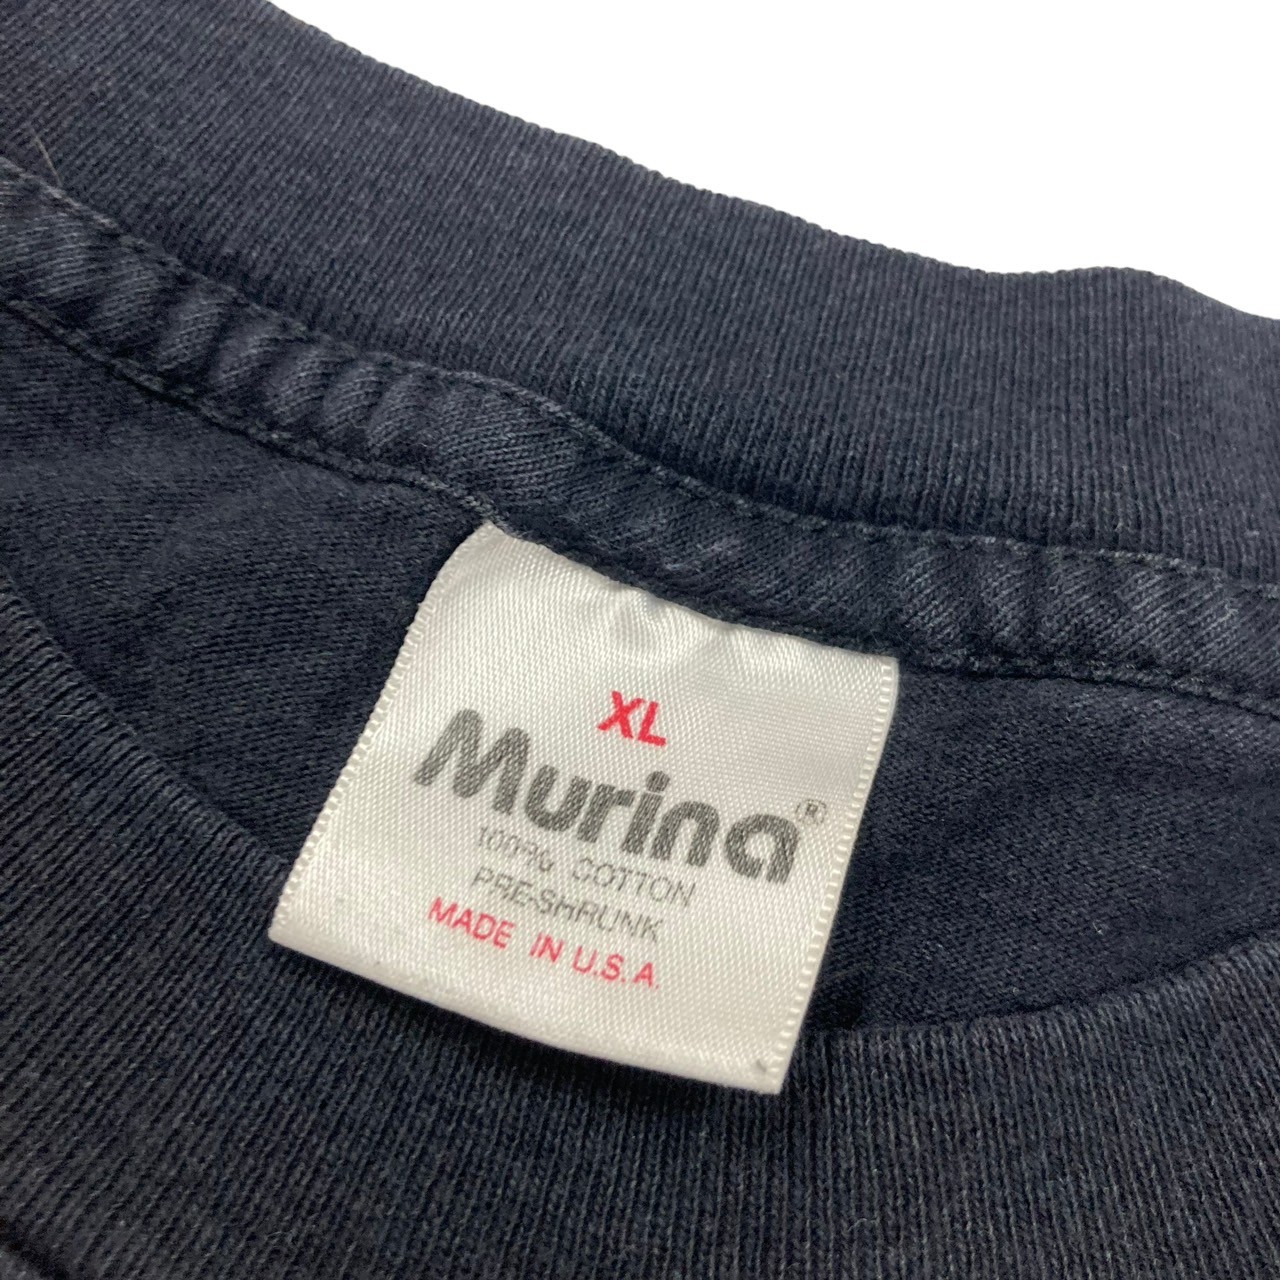 XL
Murina®
100% COTTON
PRE-SHRUNK
MADE IN U.S.A.